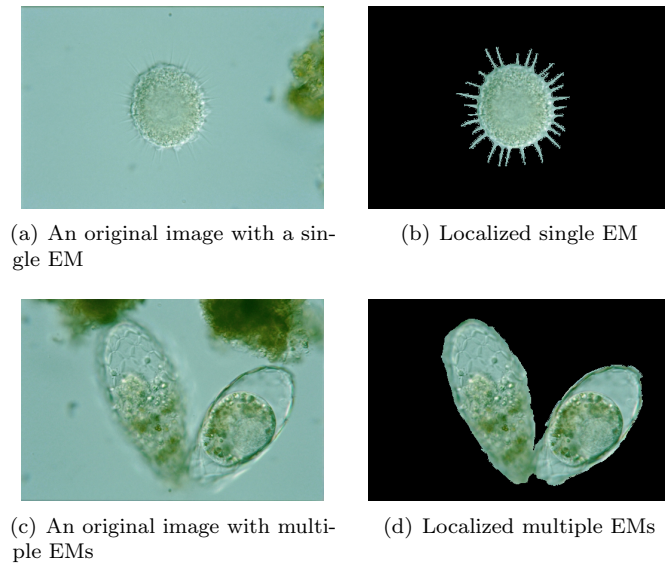 (a) An original image with a sin-
gle EM
(b) Localized single EM
(c) An original image with multi-
ple EMs
(d) Localized multiple EMs